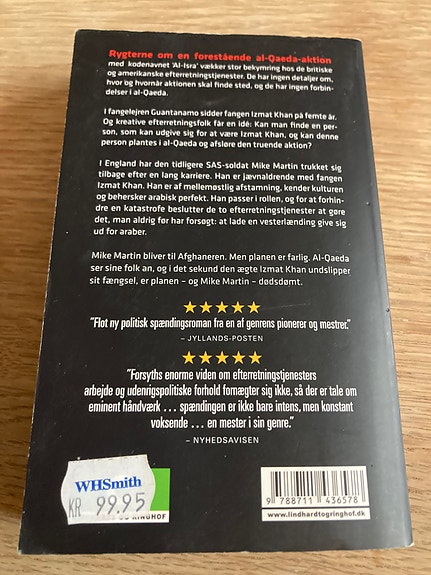 Rygterne om en forestående al-Qaeda-aktion
med kodenavnet 'Al-Isra' vækker stor bekymring hos de britiske
og amerikanske efterretningstjenester. De har ingen detaljer om,
hvor og hvornår aktionen skal finde sted, og de har ingen forbin-
delser i al-Qaeda.
I fangelejren Guantanamo sidder fangen Izmat Khan på femte år.
Og kreative efterretningsfolk får en idé: Kan man finde en per-
son, som kan udgive sig for at være Izmat Khan, og kan denne
person plantes i al-Qaeda og afsløre den truende aktion?
I England har den tidligere SAS-soldat Mike Martin trukket sig
tilbage efter en lang karriere. Han er jævnaldrende med fangen
Izmat Khan. Han er af mellemøstlig afstamning, kender kulturen
og behersker arabisk perfekt. Han passer i rollen, og for at forhin-
dre en katastrofe beslutter de to efterretningstjenester at gøre
det, man aldrig før har forsøgt: at lade en vesterlænding give sig
ud for araber.
Mike Martin bliver til Afghaneren. Men planen er farlig. Al-Qaeda
ser sine folk an, og i det sekund den ægte Izmat Khan undslipper
sit fængsel, er planen – og Mike Martin – dødsdømt.
"Flot ny politisk spændingsroman fra en af genrens pionerer og mestre."
– JYLLANDS-POSTEN
"Forsyths enorme viden om efterretningstjenesters
arbejde og udenrigspolitiske forhold fornægter sig ikke, så der er tale om
eminent håndværk ... spændingen er ikke bare intens, men konstant
voksende ... en mester i sin genre."
– NYHEDSAVISEN
WHSmith
KR 99.95
RINGHOF
9 788711 436578
www.lindhardtogringhof.dk